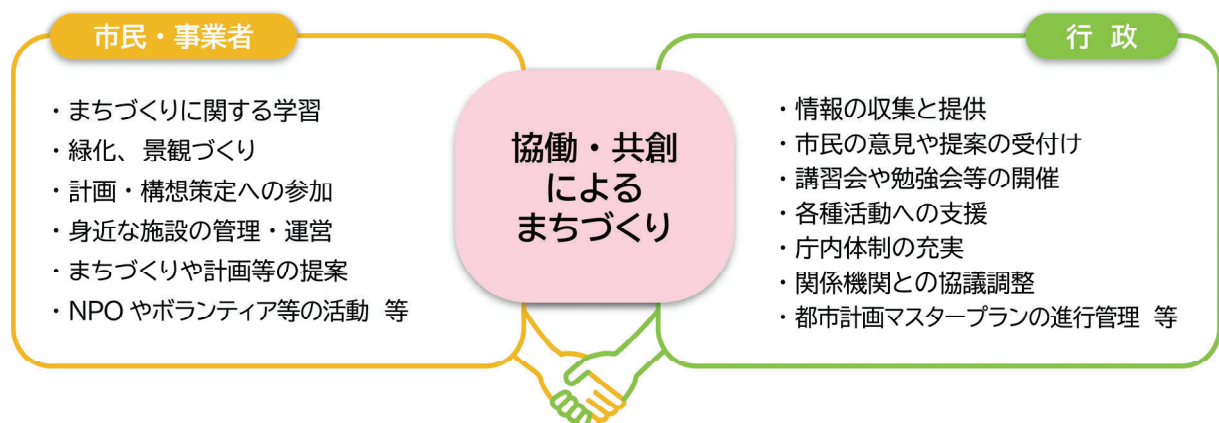 市民・事業者
・まちづくりに関する学習
・緑化、景観づくり
・計画・構想策定への参加
・身近な施設の管理・運営
・まちづくりや計画等の提案
・NPOやボランティア等の活動 等
協働・共創
による
まちづくり
行 政
・情報の収集と提供
・市民の意見や提案の受付け
・講習会や勉強会等の開催
・各種活動への支援
・庁内体制の充実
・関係機関との協議調整
・都市計画マスタープランの進行管理 等